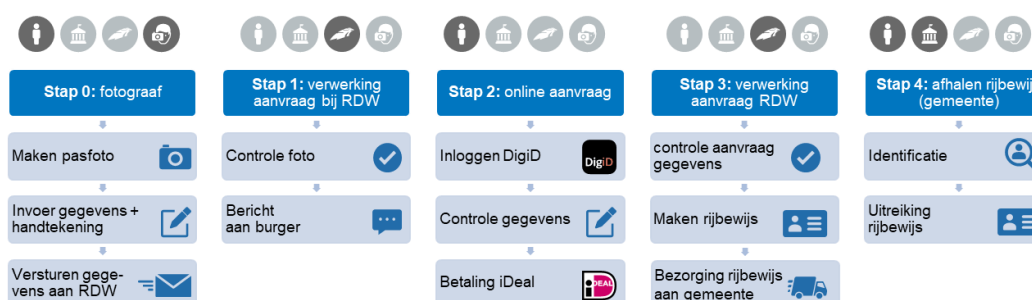 Stap 0: fotograaf
Maken pasfoto
Invoer gegevens +
handtekening
Versturen gege-
vens aan RDW
Stap 1: verwerking
aanvraag bij RDW
Controle foto
Bericht
aan burger
Stap 2: online aanvraag
Inloggen DigiD
DigiD
Controle gegevens
Betaling iDeal
iDEAL
Stap 3: verwerking
aanvraag RDW
controle aanvraag
gegevens
Maken rijbewijs
Bezorging rijbewijs
aan gemeente
Stap 4: afhalen rijbewij
(gemeente)
Identificatie
Uitreiking
rijbewijs